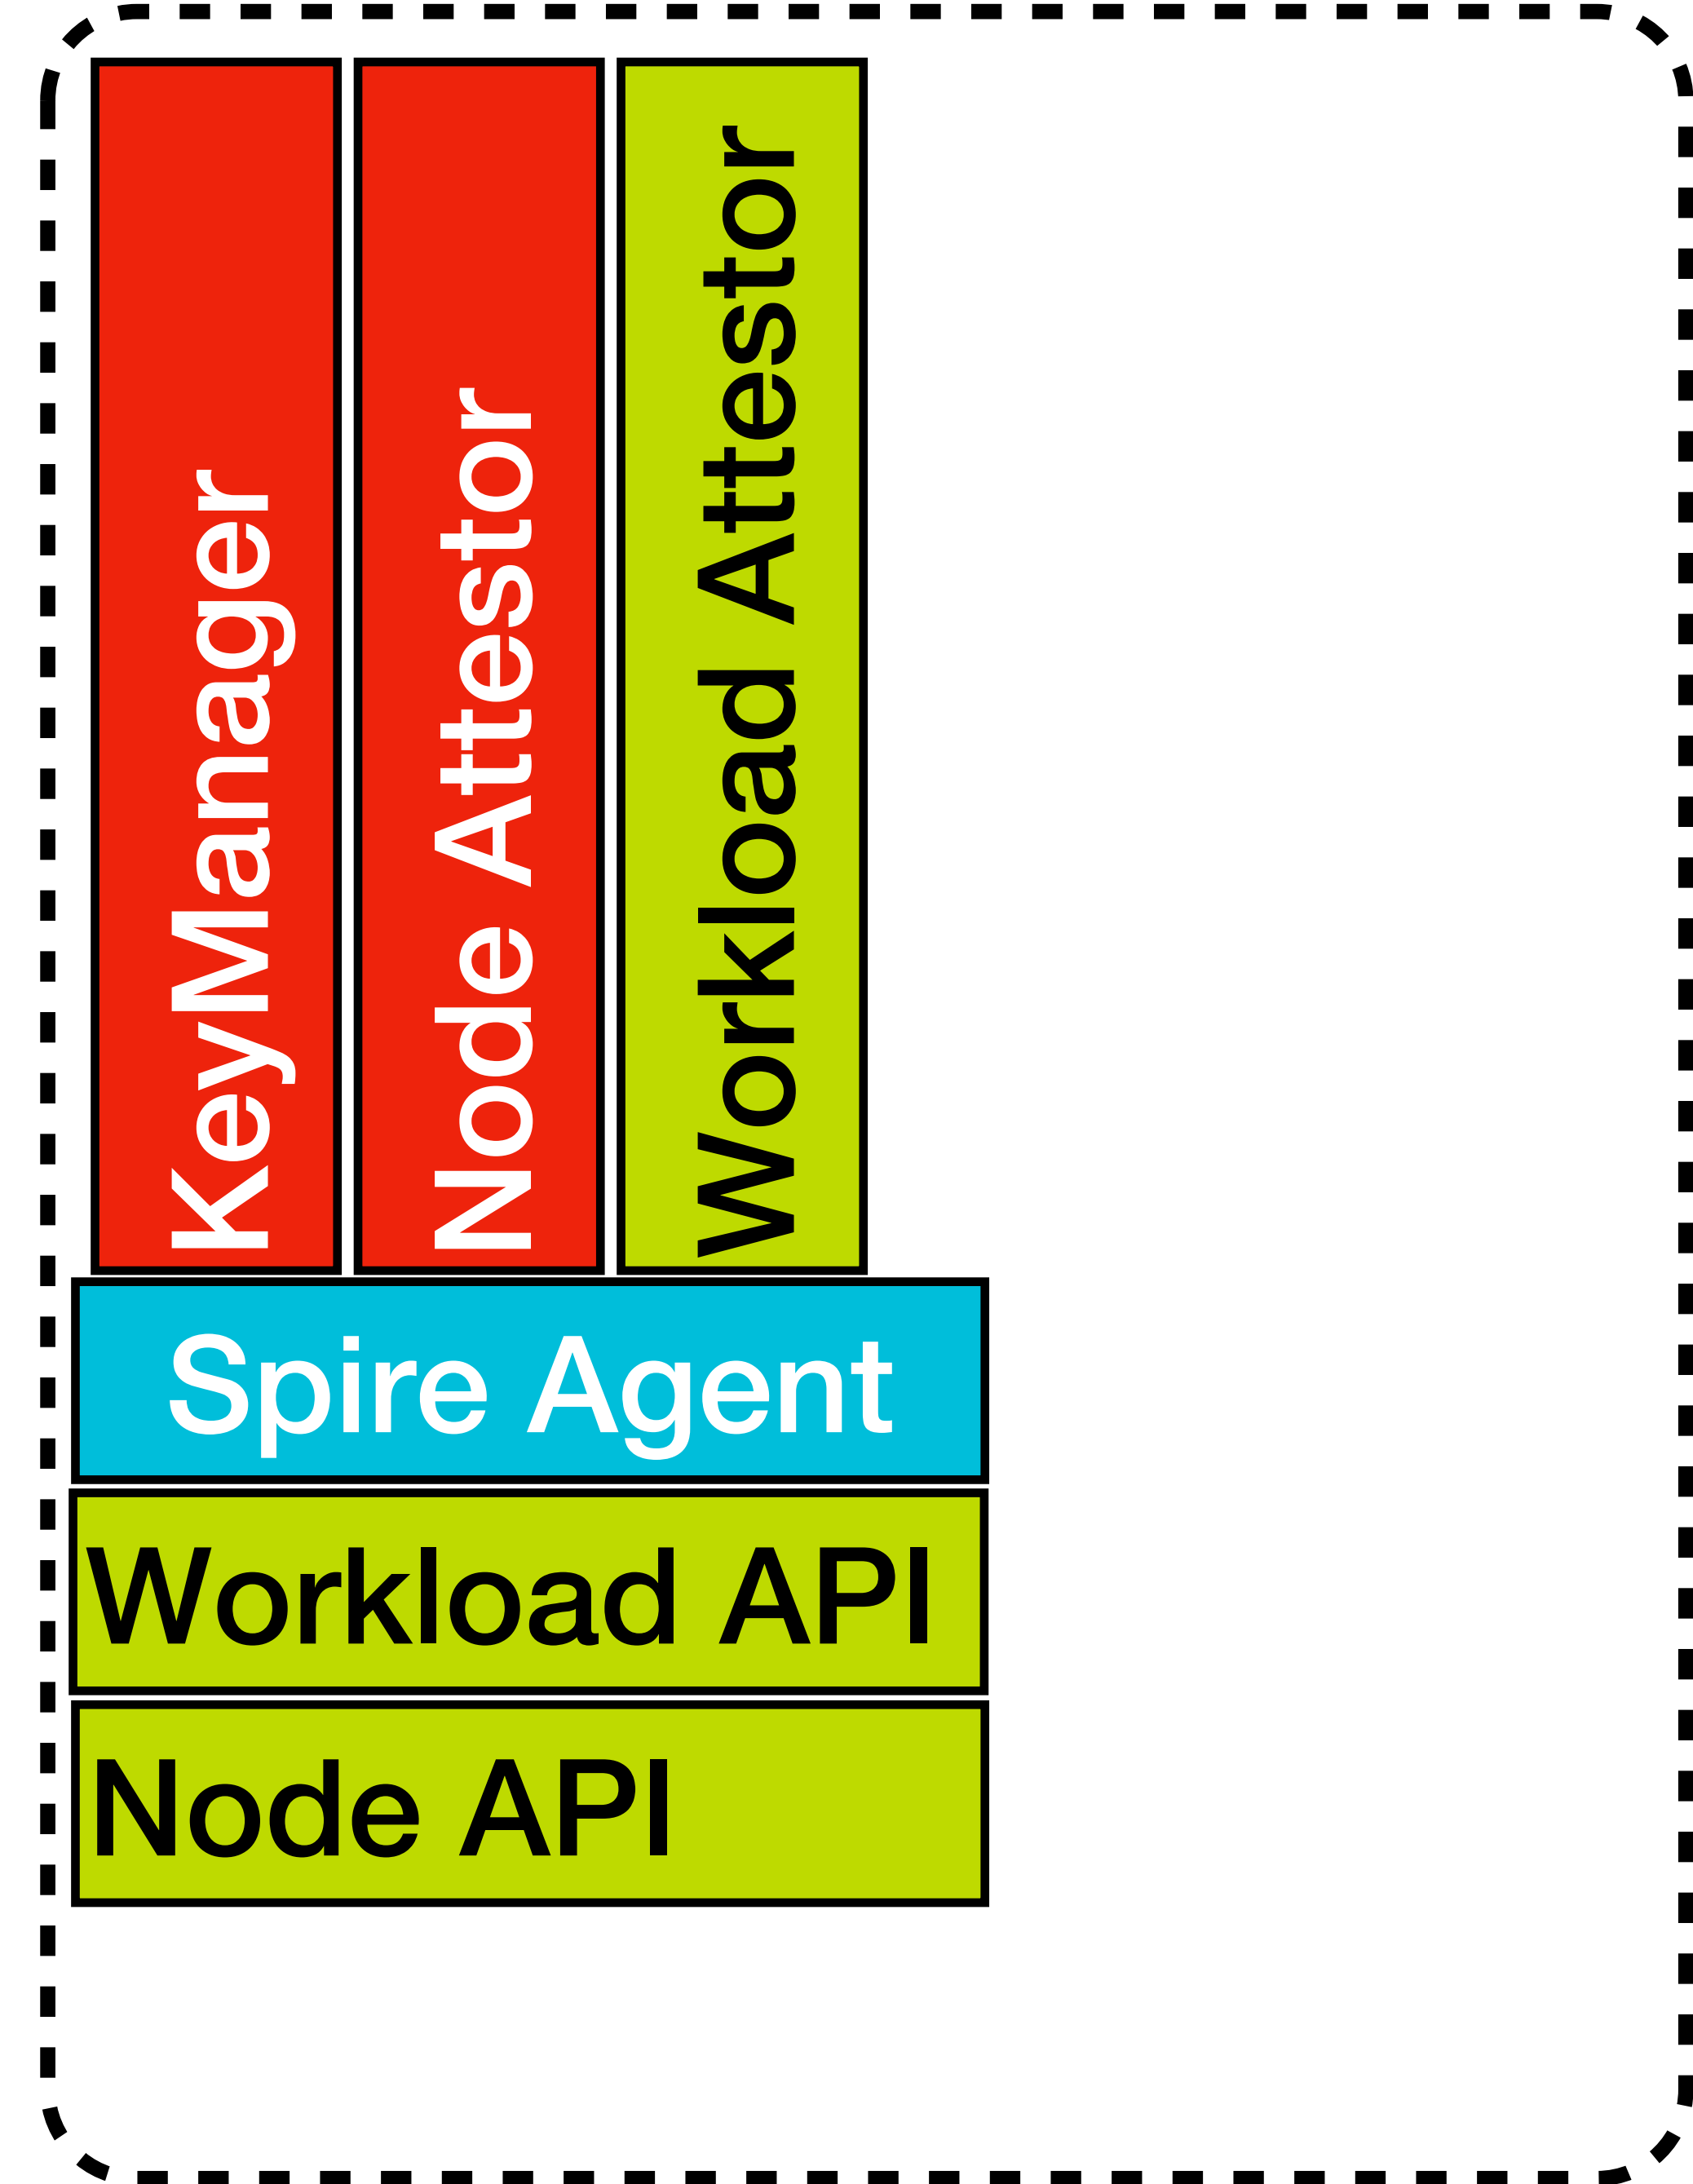 KeyManager
Node Attestor
Workload Attestor
Spire Agent
Workload API
Node API